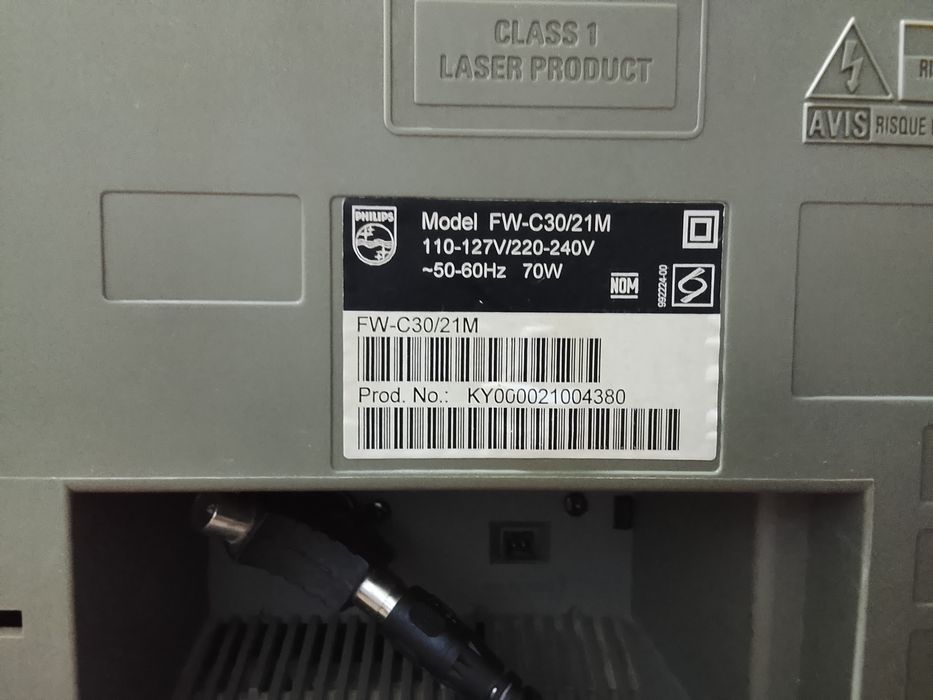 CLASS 1
LASER PRODUCT
AVIS RISQUE
PHILIPS
Model FW-C30/21M
110-127V/220-240V
~50-60Hz 70W
NOM
992224-00
FW-C30/21M
Prod. No.: KY000021004380